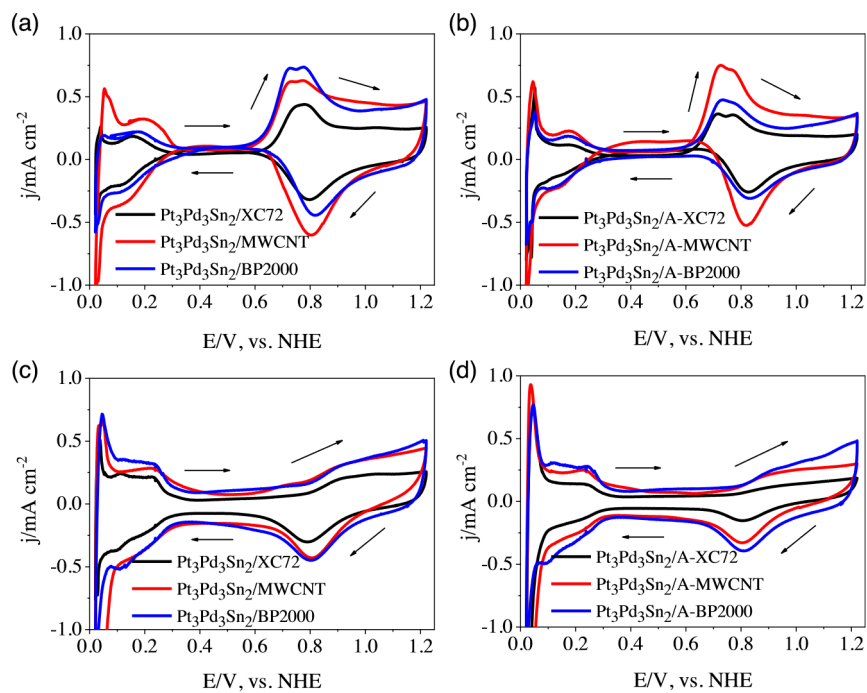 (a)
1.0
0.5
0.0
-0.5
-1.0
j/mA cm⁻²
Pt₃Pd₃Sn₂/XC72
Pt₃Pd₃Sn₂/MWCNT
Pt₃Pd₃Sn₂/BP2000
0.0 0.2 0.4 0.6 0.8 1.0 1.2
E/V, vs. NHE
(b)
1.0
0.5
0.0
-0.5
-1.0
j/mA cm⁻²
Pt₃Pd₃Sn₂/A-XC72
Pt₃Pd₃Sn₂/A-MWCNT
Pt₃Pd₃Sn₂/A-BP2000
0.0 0.2 0.4 0.6 0.8 1.0 1.2
E/V, vs. NHE
(c)
1.0
0.5
0.0
-0.5
-1.0
j/mA cm⁻²
Pt₃Pd₃Sn₂/XC72
Pt₃Pd₃Sn₂/MWCNT
Pt₃Pd₃Sn₂/BP2000
0.0 0.2 0.4 0.6 0.8 1.0 1.2
E/V, vs. NHE
(d)
1.0
0.5
0.0
-0.5
-1.0
j/mA cm⁻²
Pt₃Pd₃Sn₂/A-XC72
Pt₃Pd₃Sn₂/A-MWCNT
Pt₃Pd₃Sn₂/A-BP2000
0.0 0.2 0.4 0.6 0.8 1.0 1.2
E/V, vs. NHE